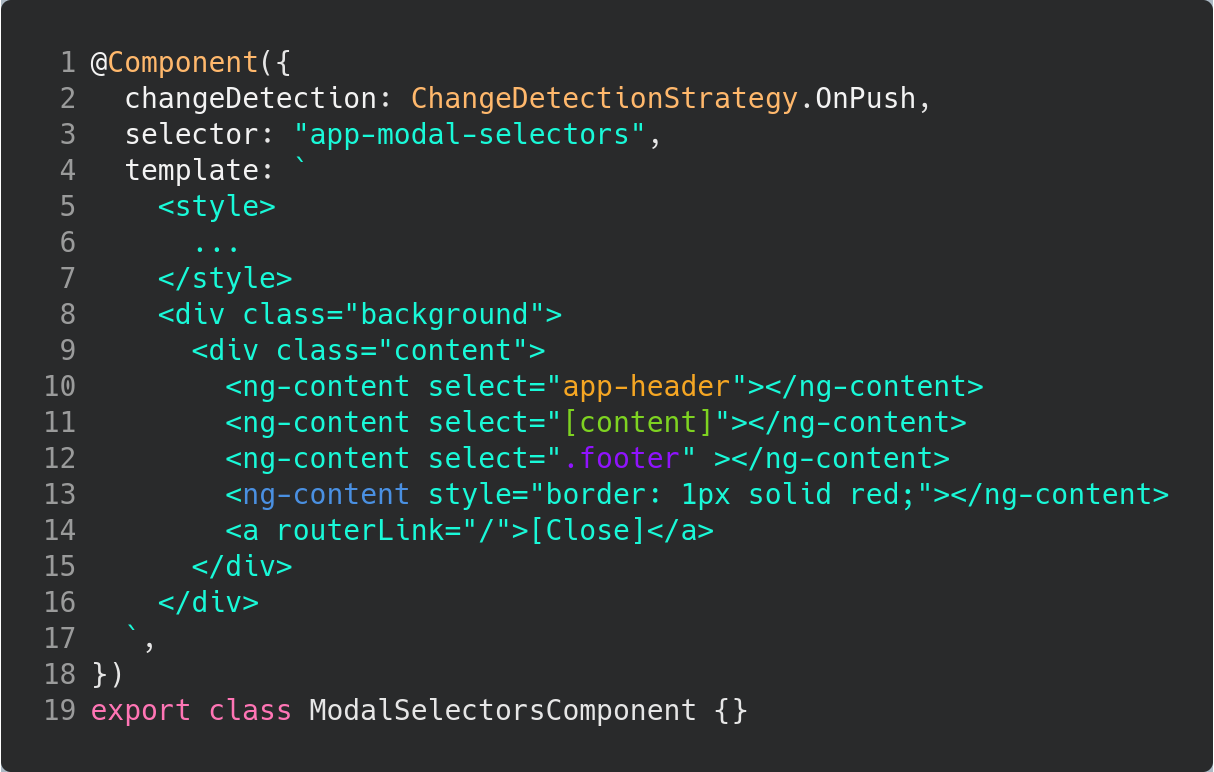 1 @Component({
2   changeDetection: ChangeDetectionStrategy.OnPush,
3   selector: "app-modal-selectors",
4   template: `
5     <style>
6       ...
7     </style>
8     <div class="background">
9       <div class="content">
10         <ng-content select="app-header"></ng-content>
11         <ng-content select="[content]"></ng-content>
12         <ng-content select=".footer" ></ng-content>
13         <ng-content style="border: 1px solid red;"></ng-content>
14         <a routerLink="/">[Close]</a>
15       </div>
16     </div>
17   `,
18 })
19 export class ModalSelectorsComponent {}